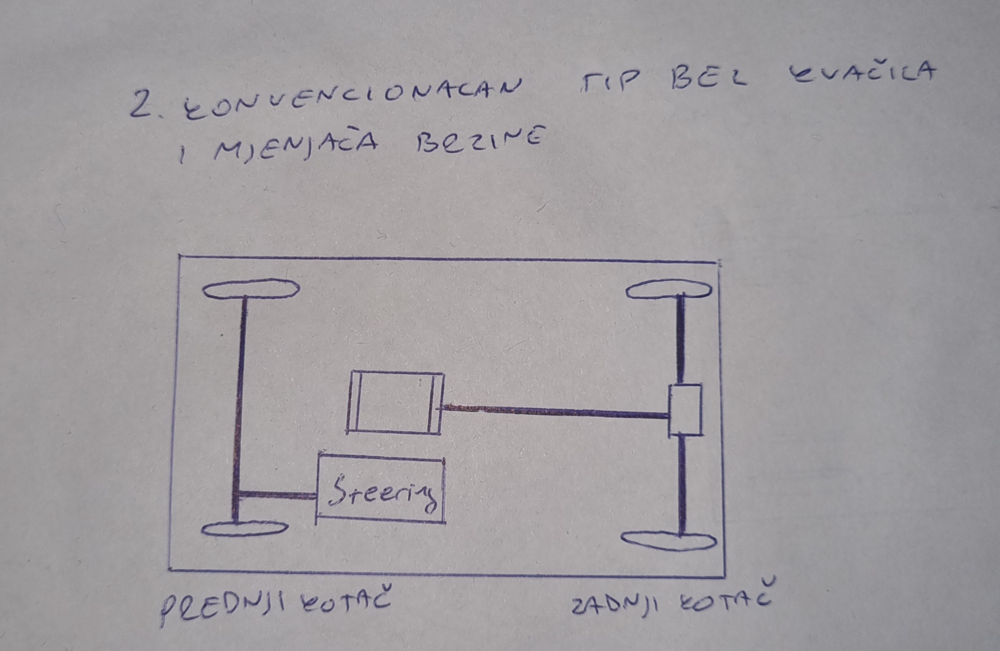 2. KONVENCIONALAN TIP BEZ KVAČILA
I MJENJAČA BRZINE
Steering
PREDNJI KOTAČ
ZADNJI KOTAČ